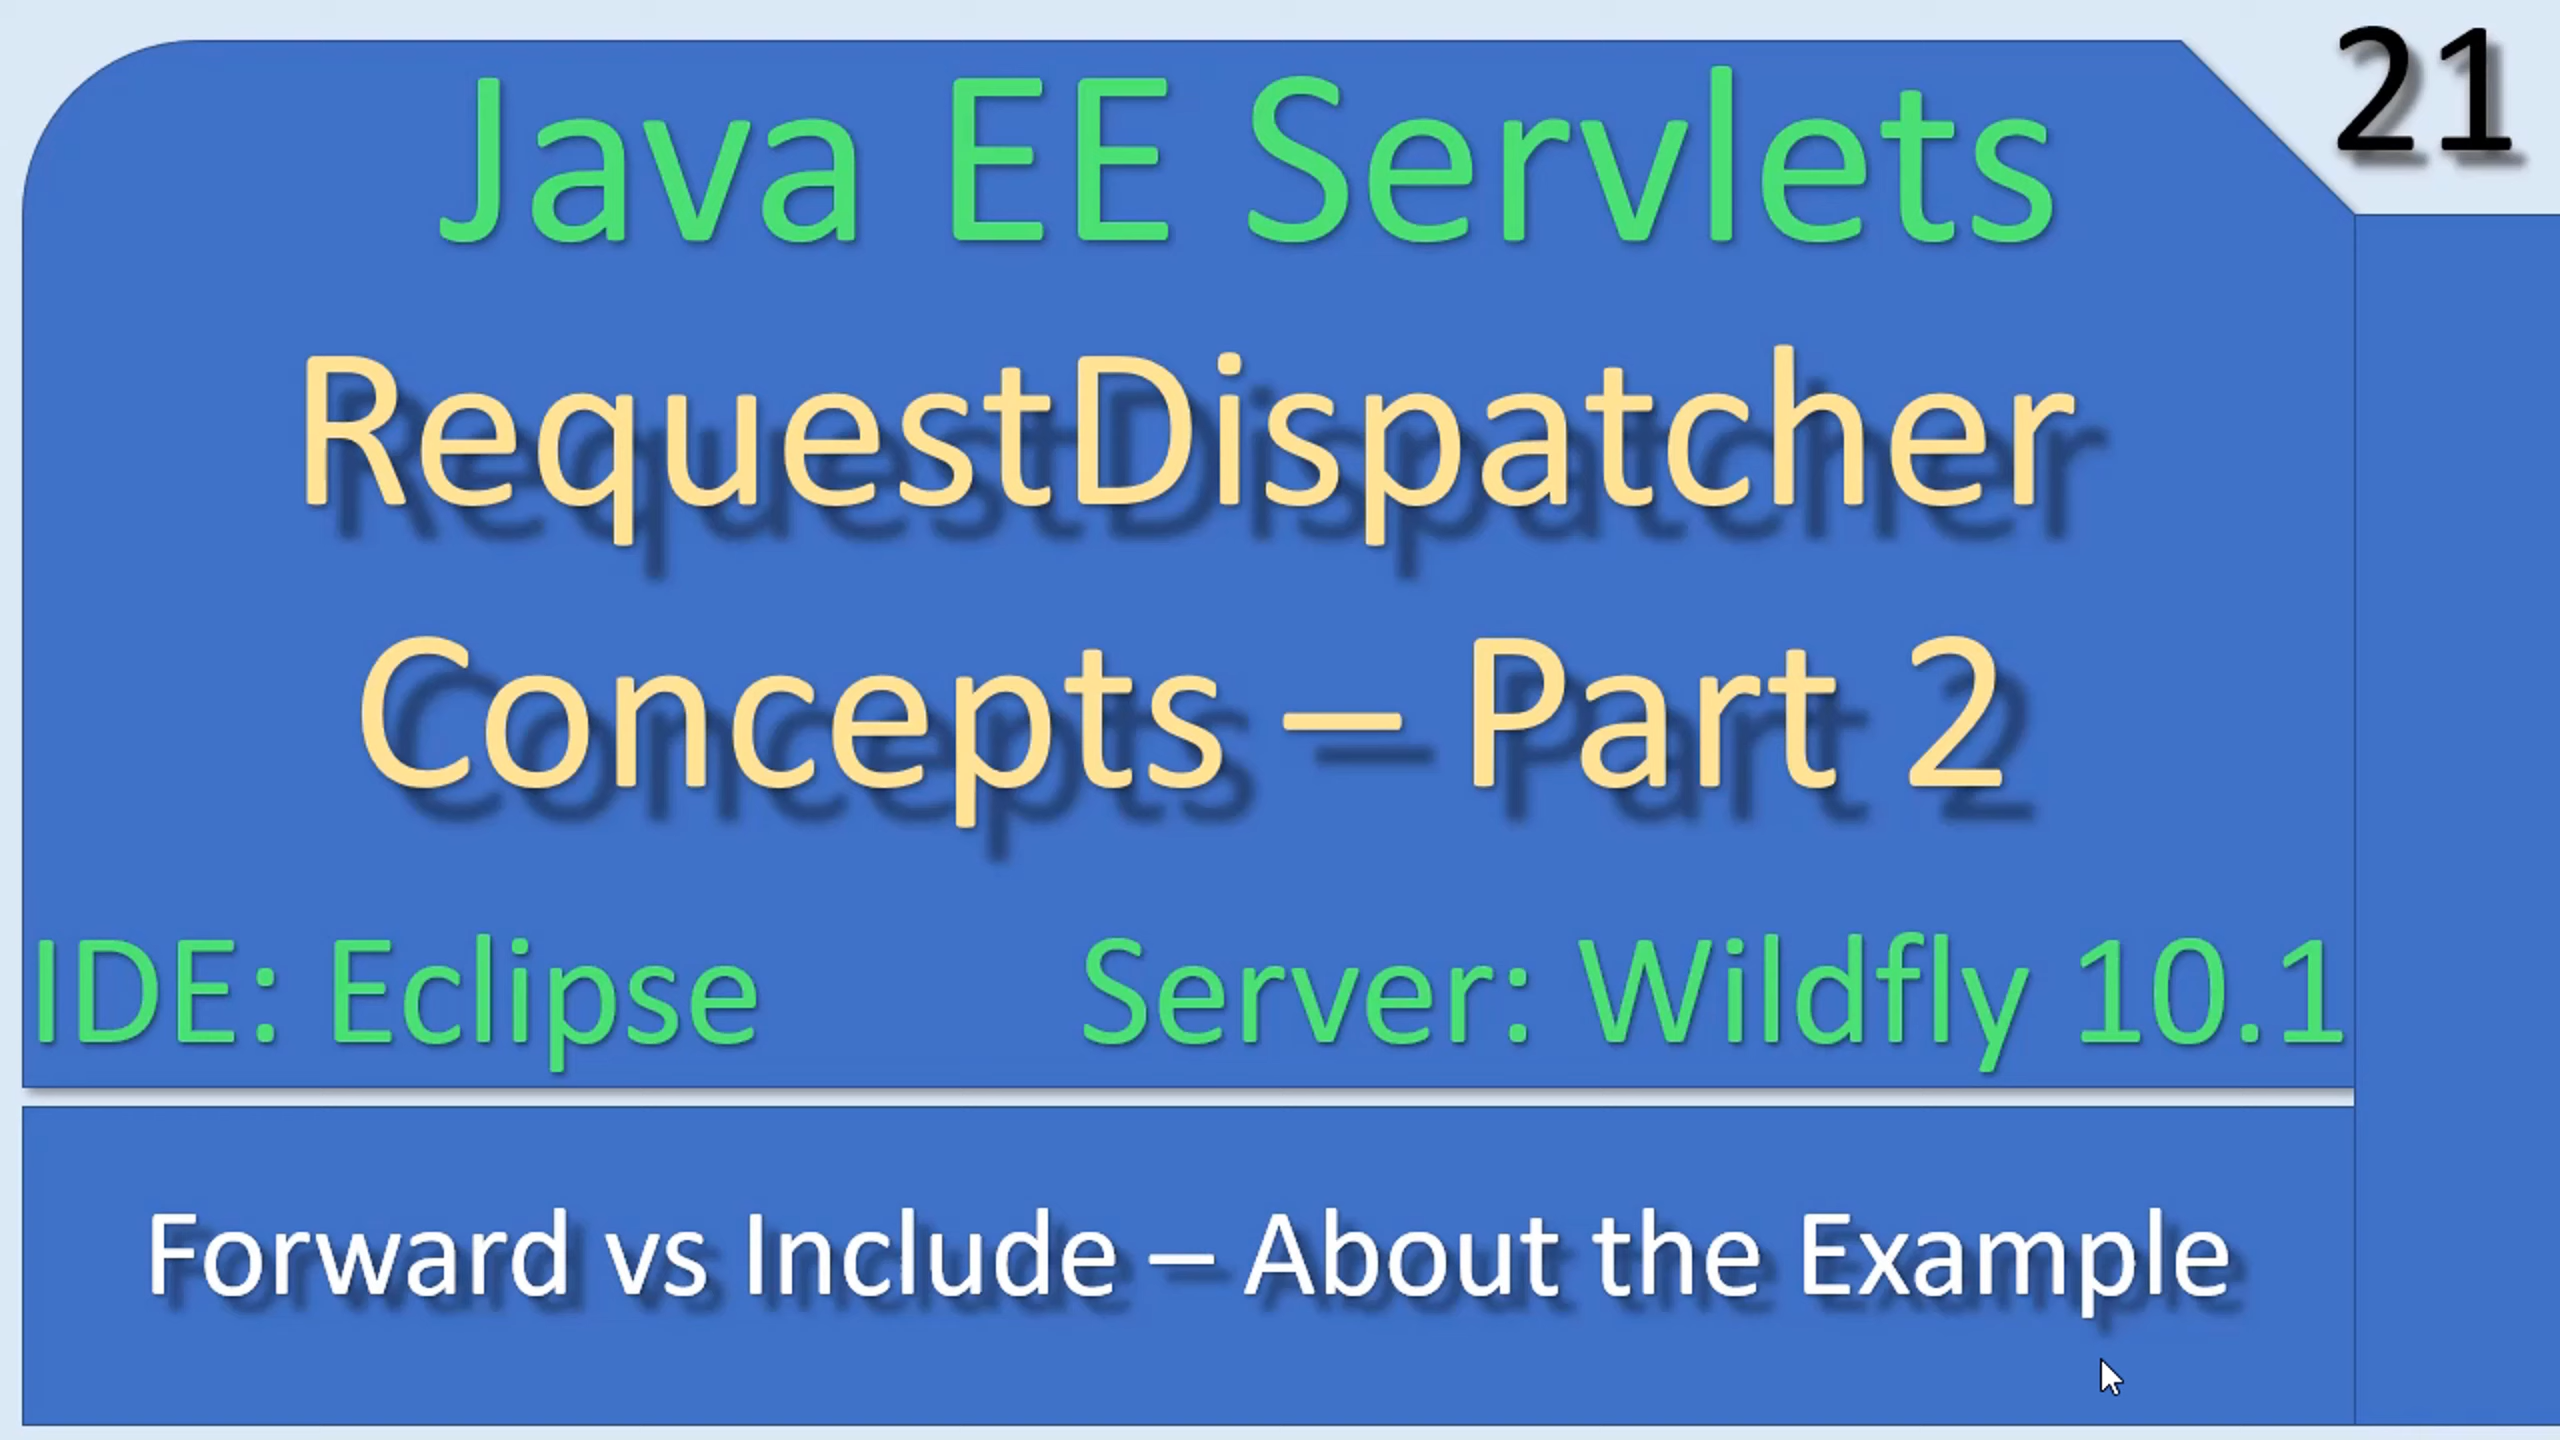 21
Java EE Servlets
RequestDispatcher
Concepts – Part 2
IDE: Eclipse Server: Wildfly 10.1
Forward vs Include – About the Example